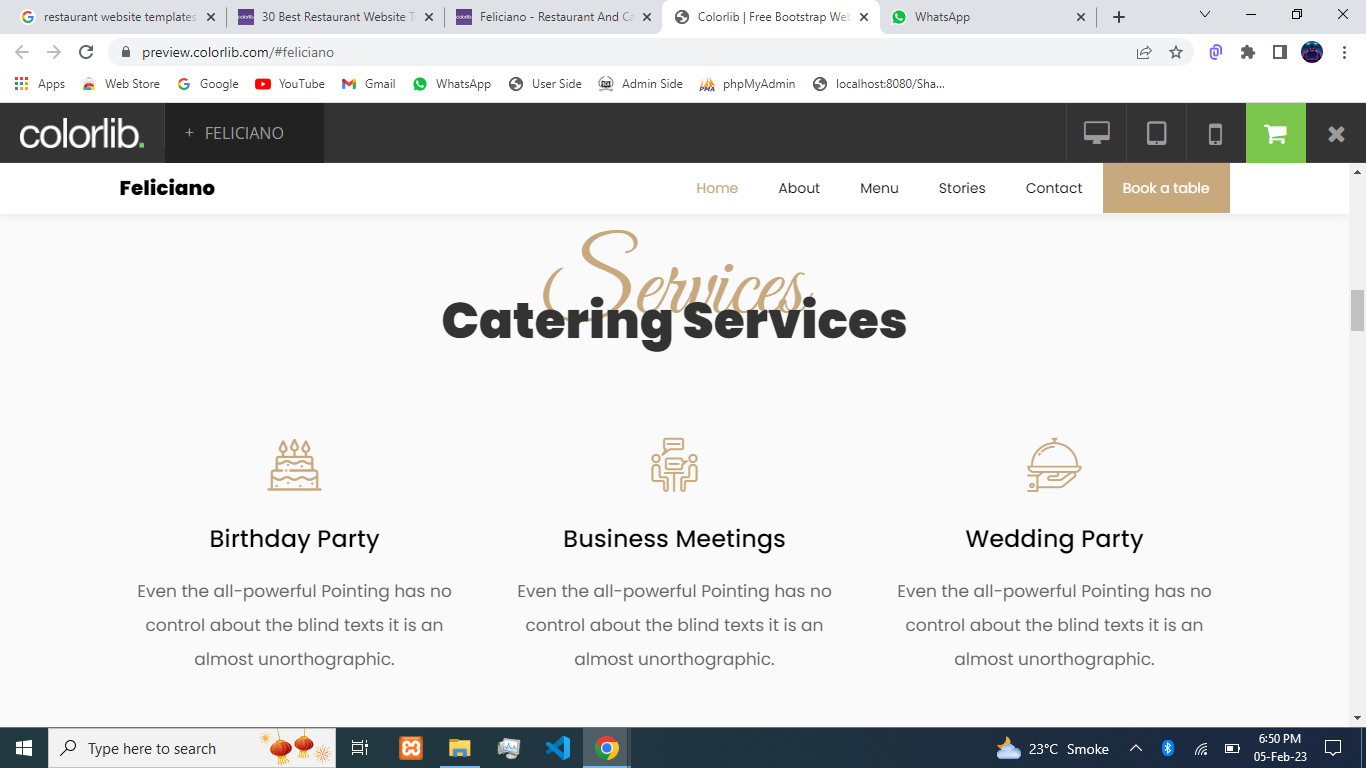 restaurant website templates
30 Best Restaurant Website T
Feliciano - Restaurant And Ca
Colorlib | Free Bootstrap Web
WhatsApp
preview.colorlib.com/#feliciano
Apps
Web Store
Google
YouTube
Gmail
WhatsApp
User Side
Admin Side
phpMyAdmin
localhost:8080/Sha...
colorlib.
+ FELICIANO
Feliciano
Home
About
Menu
Stories
Contact
Book a table
Services
Catering Services
Birthday Party
Even the all-powerful Pointing has no
control about the blind texts it is an
almost unorthographic.
Business Meetings
Even the all-powerful Pointing has no
control about the blind texts it is an
almost unorthographic.
Wedding Party
Even the all-powerful Pointing has no
control about the blind texts it is an
almost unorthographic.
Type here to search
23°C Smoke
6:50 PM
05-Feb-23